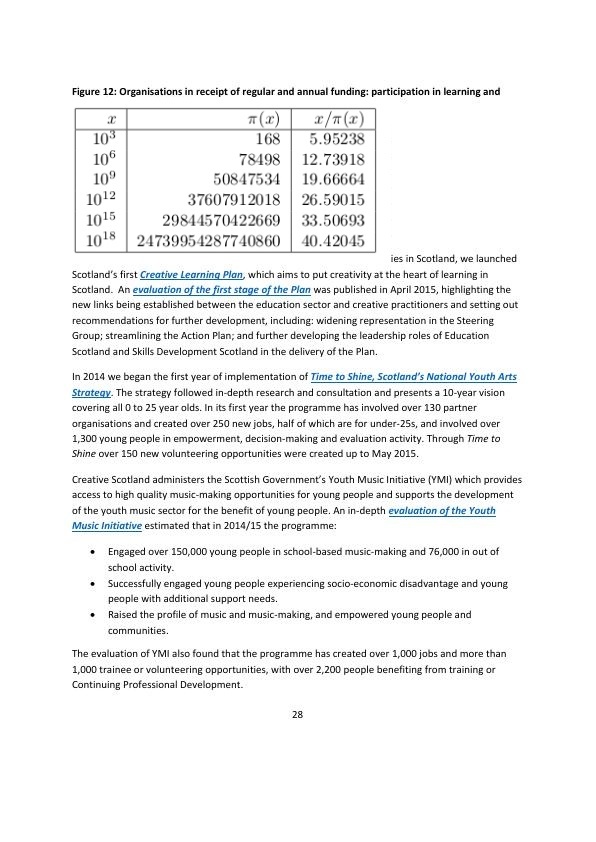 Figure 12: Organisations in receipt of regular and annual funding: participation in learning and
x π(x) x/π(x)
10³ 168 5.95238
10⁶ 78498 12.73918
10⁹ 50847534 19.66664
10¹² 37607912018 26.59015
10¹⁵ 29844570422669 33.50693
10¹⁸ 24739954287740860 40.42045
ies in Scotland, we launched
Scotland's first Creative Learning Plan, which aims to put creativity at the heart of learning in
Scotland.  An evaluation of the first stage of the Plan was published in April 2015, highlighting the
new links being established between the education sector and creative practitioners and setting out
recommendations for further development, including: widening representation in the Steering
Group; streamlining the Action Plan; and further developing the leadership roles of Education
Scotland and Skills Development Scotland in the delivery of the Plan.
In 2014 we began the first year of implementation of Time to Shine, Scotland's National Youth Arts
Strategy. The strategy followed in-depth research and consultation and presents a 10-year vision
covering all 0 to 25 year olds. In its first year the programme has involved over 130 partner
organisations and created over 250 new jobs, half of which are for under-25s, and involved over
1,300 young people in empowerment, decision-making and evaluation activity. Through Time to
Shine over 150 new volunteering opportunities were created up to May 2015.
Creative Scotland administers the Scottish Government's Youth Music Initiative (YMI) which provides
access to high quality music-making opportunities for young people and supports the development
of the youth music sector for the benefit of young people. An in-depth evaluation of the Youth
Music Initiative estimated that in 2014/15 the programme:
• Engaged over 150,000 young people in school-based music-making and 76,000 in out of
school activity.
• Successfully engaged young people experiencing socio-economic disadvantage and young
people with additional support needs.
• Raised the profile of music and music-making, and empowered young people and
communities.
The evaluation of YMI also found that the programme has created over 1,000 jobs and more than
1,000 trainee or volunteering opportunities, with over 2,200 people benefiting from training or
Continuing Professional Development.
28